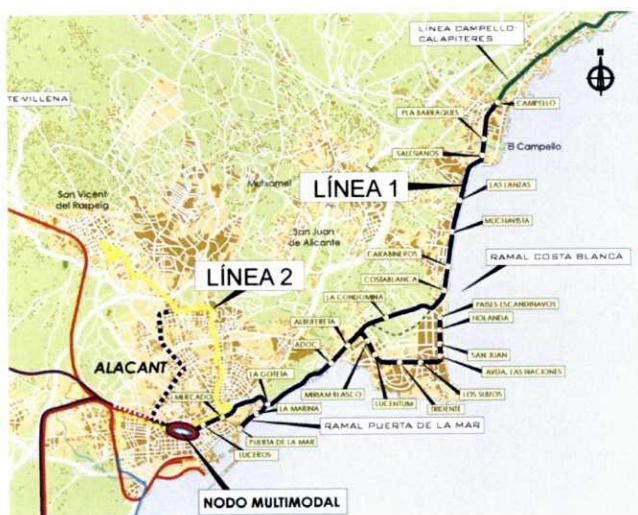 LÍNEA CAMPELLO-
CALAPITERES
N
TE-VILLENA
CAMPELLO
PLA BARRAQUES
El Campello
SALESIANOS
LÍNEA 1
Mutxamel
LAS LANZAS
San Vicent
del Raspeig
San Juan
de Alicante
MUCHAVISTA
CARABINEROS
RAMAL COSTA BLANCA
LÍNEA 2
COSTABLANCA
LA CONDOMINA
PAISES ESCANDINAVOS
ALBUFERETA
HOLANDA
ADOC
SAN JUAN
ALACANT
LA GOTETA
AVDA. LAS NACIONES
MERCADO
MIRIAM BLASCO
LOS SUECOS
LUCENTUM
TRIDENTE
LA MARINA
RAMAL PUERTA DE LA MAR
PUERTA DE LA MAR
LUCEROS
NODO MULTIMODAL